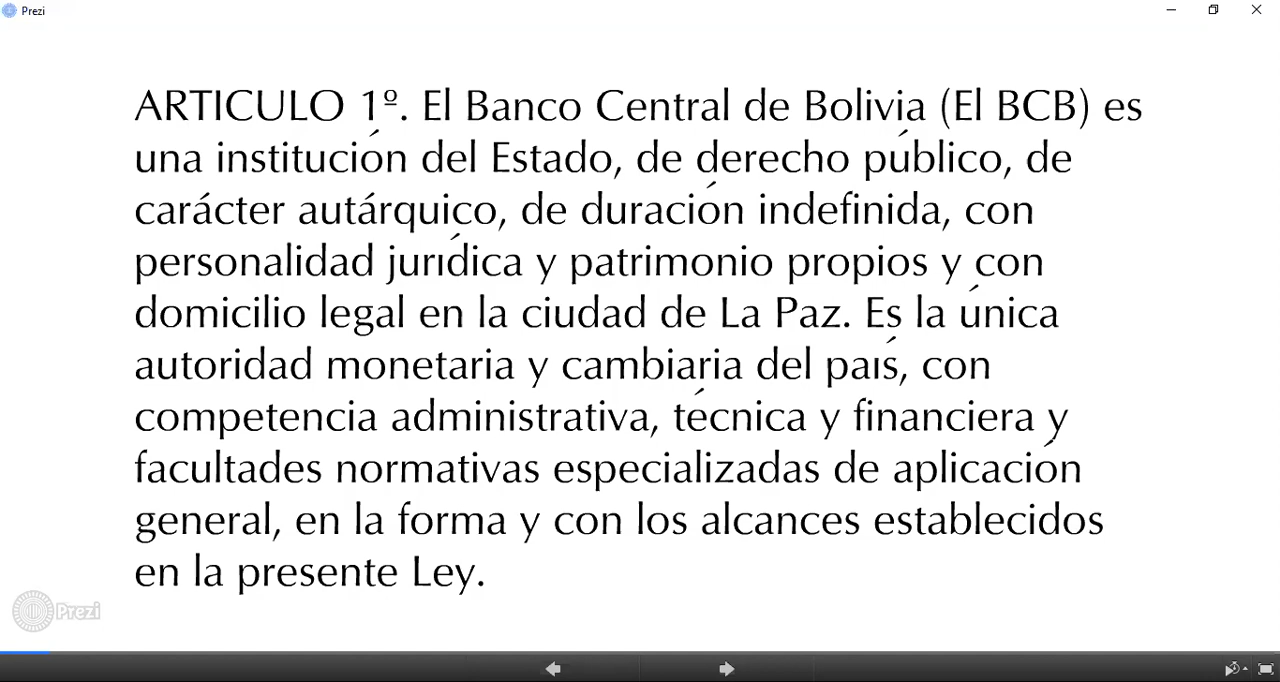 Prezi
ARTICULO 1º. El Banco Central de Bolivia (El BCB) es
una institución del Estado, de derecho público, de
carácter autárquico, de duración indefinida, con
personalidad jurídica y patrimonio propios y con
domicilio legal en la ciudad de La Paz. Es la única
autoridad monetaria y cambiaria del país, con
competencia administrativa, técnica y financiera y
facultades normativas especializadas de aplicación
general, en la forma y con los alcances establecidos
en la presente Ley.
Prezi